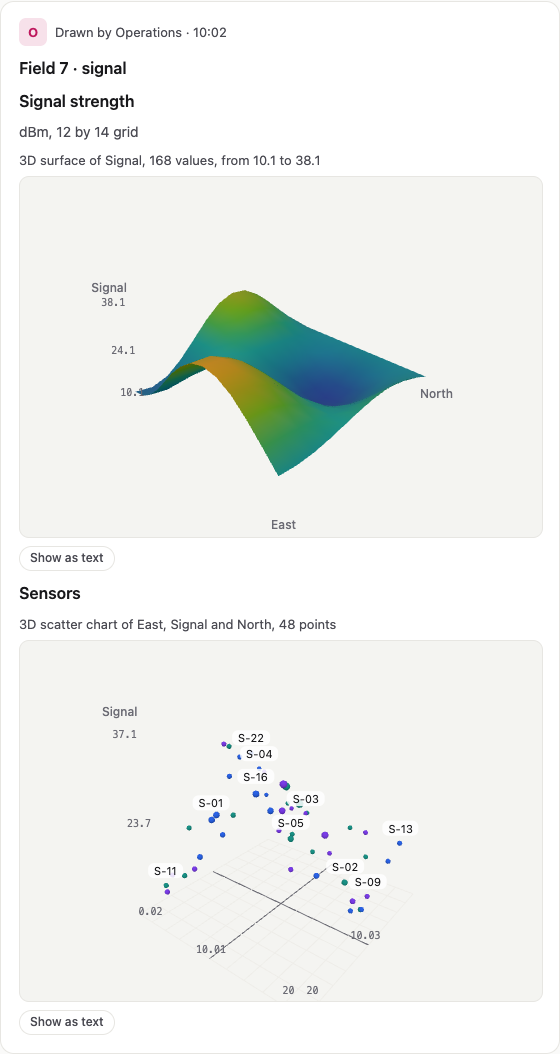 O Drawn by Operations · 10:02
Field 7 · signal
Signal strength
dBm, 12 by 14 grid
3D surface of Signal, 168 values, from 10.1 to 38.1
Signal
38.1
24.1
10.1
North
East
Show as text
Sensors
3D scatter chart of East, Signal and North, 48 points
Signal
37.1
S-22
S-04
S-16
S-01
S-03
23.7
S-05
S-13
S-11
S-02
S-09
0.02
10.01
10.03
20 20
Show as text